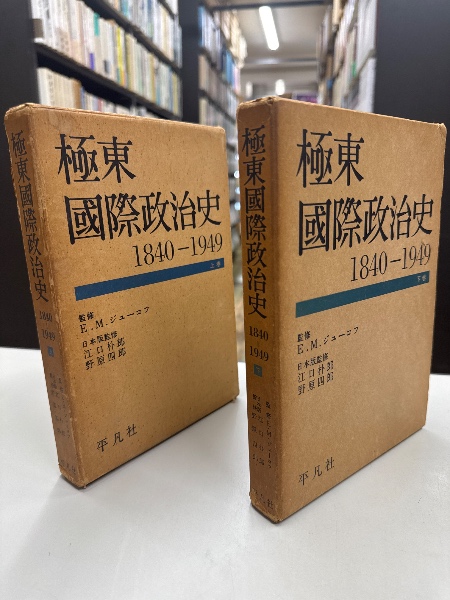 極東
國際政治史
1840−1949
上巻
監修
E.M.ジューコフ
日本版監修
江口朴郎
野原四郎
平凡社
極東國際政治史
1840
1949
極東
國際政治史
1840−1949
下巻
監修
E.M.ジューコフ
日本版監修
江口朴郎
野原四郎
平凡社
極東國際政治史
1840
1949